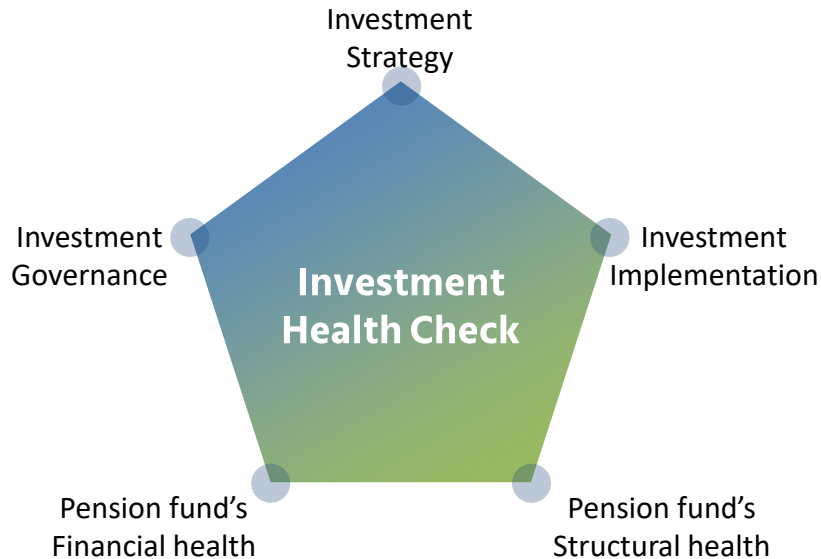 Investment
Strategy
Investment
Governance
Investment
Implementation
Investment
Health Check
Pension fund’s
Financial health
Pension fund’s
Structural health